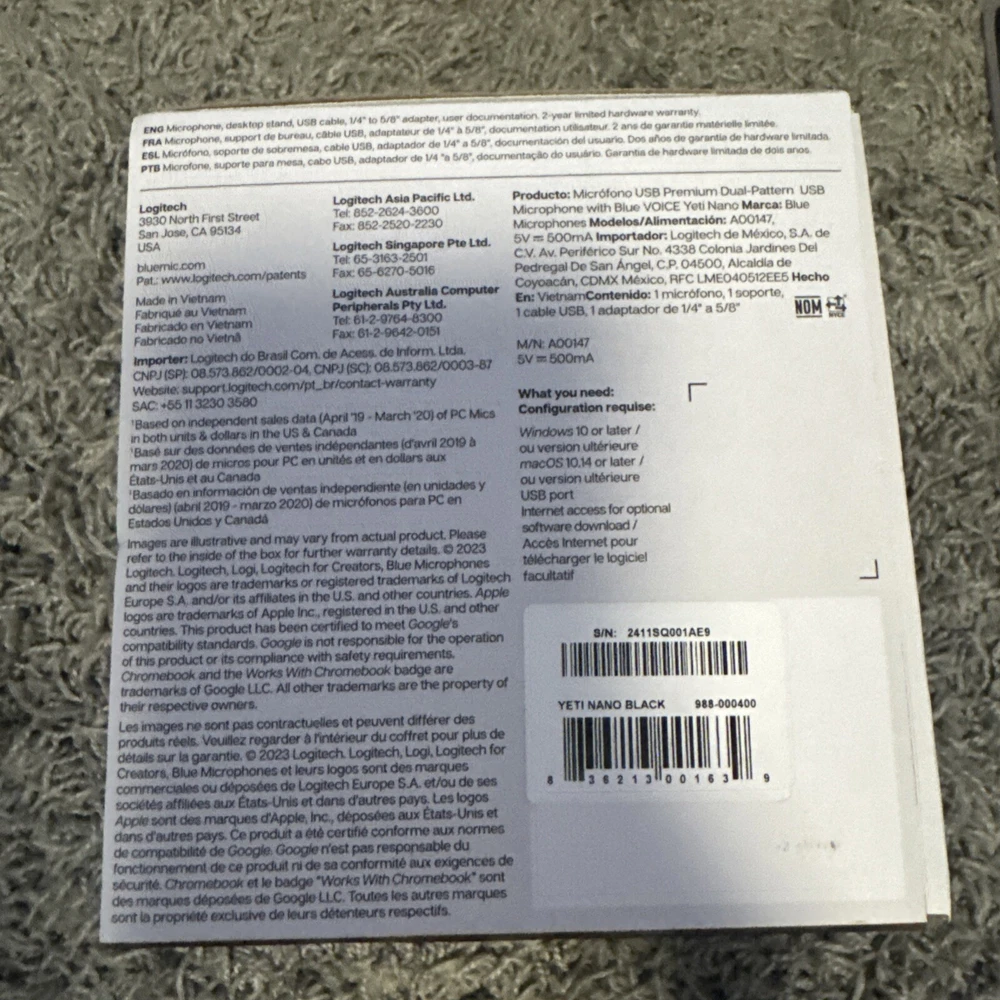 ENG Microphone, desktop stand, USB cable, 1/4" to 5/8" adapter, user documentation. 2-year limited hardware warranty.
FRA Microphone, support de bureau, câble USB, adaptateur de 1/4" à 5/8", documentation utilisateur. 2 ans de garantie matérielle limitée.
ESL Micrófono, soporte de sobremesa, cable USB, adaptador de 1/4" a 5/8", documentación del usuario. Dos años de garantía de hardware limitada.
PTB Microfone, suporte para mesa, cabo USB, adaptador de 1/4 "a 5/8", documentação do usuário. Garantia de hardware limitada de dois anos.
Logitech
3930 North First Street
San Jose, CA 95134
USA
bluemic.com
Pat.: www.logitech.com/patents
Made in Vietnam
Fabriqué au Vietnam
Fabricado en Vietnam
Fabricado no Vietnã
Logitech Asia Pacific Ltd.
Tel: 852-2624-3600
Fax: 852-2520-2230
Logitech Singapore Pte Ltd.
Tel: 65-3163-2501
Fax: 65-6270-5016
Logitech Australia Computer
Peripherals Pty Ltd.
Tel: 61-2-9764-8300
Fax: 61-2-9642-0151
Importer: Logitech do Brasil Com. de Acess. de Inform. Ltda.
CNPJ (SP): 08.573.862/0002-04, CNPJ (SC): 08.573.862/0003-87
Website: support.logitech.com/pt_br/contact-warranty
SAC: +55 11 3230 3580
¹Based on independent sales data (April '19 - March '20) of PC Mics
in both units & dollars in the US & Canada
¹Basé sur des données de ventes indépendantes (d'avril 2019 à
mars 2020) de micros pour PC en unités et en dollars aux
États-Unis et au Canada
¹Basado en información de ventas independiente (en unidades y
dólares) (abril 2019 - marzo 2020) de micrófonos para PC en
Estados Unidos y Canadá
Images are illustrative and may vary from actual product. Please
refer to the inside of the box for further warranty details. © 2023
Logitech. Logitech, Logi, Logitech for Creators, Blue Microphones
and their logos are trademarks or registered trademarks of Logitech
Europe S.A. and/or its affiliates in the U.S. and other countries. Apple
logos are trademarks of Apple Inc., registered in the U.S. and other
countries. This product has been certified to meet Google's
compatibility standards. Google is not responsible for the operation
of this product or its compliance with safety requirements.
Chromebook and the Works With Chromebook badge are
trademarks of Google LLC. All other trademarks are the property of
their respective owners.
Les images ne sont pas contractuelles et peuvent différer des
produits réels. Veuillez regarder à l'intérieur du coffret pour plus de
détails sur la garantie. © 2023 Logitech. Logitech, Logi, Logitech for
Creators, Blue Microphones et leurs logos sont des marques
commerciales ou déposées de Logitech Europe S.A. et/ou de ses
sociétés affiliées aux États-Unis et dans d'autres pays. Les logos
Apple sont des marques d'Apple, Inc., déposées aux États-Unis et
dans d'autres pays. Ce produit a été certifié conforme aux normes
de compatibilité de Google. Google n'est pas responsable du
fonctionnement de ce produit ni de sa conformité aux exigences de
sécurité. Chromebook et le badge "Works With Chromebook" sont
des marques déposées de Google LLC. Toutes les autres marques
sont la propriété exclusive de leurs détenteurs respectifs.
Producto: Micrófono USB Premium Dual-Pattern USB
Microphone with Blue VOICE Yeti Nano Marca: Blue
Microphones Modelos/Alimentación: A00147,
5V ⎓ 500mA Importador: Logitech de México, S.A. de
C.V. Av. Periférico Sur No. 4338 Colonia Jardines Del
Pedregal De San Ángel, C.P. 04500, Alcaldía de
Coyoacán, CDMX México, RFC LME040512EE5 Hecho
En: VietnamContenido: 1 micrófono, 1 soporte,
1 cable USB, 1 adaptador de 1/4" a 5/8"
NOM
NYCE
M/N: A00147
5V ⎓ 500mA
What you need:
Configuration requise:
Windows 10 or later /
ou version ultérieure
macOS 10.14 or later /
ou version ultérieure
USB port
Internet access for optional
software download /
Accès Internet pour
télécharger le logiciel
facultatif
S/N: 2411SQ001AE9
YETI NANO BLACK 988-000400
8 36213 00163 9